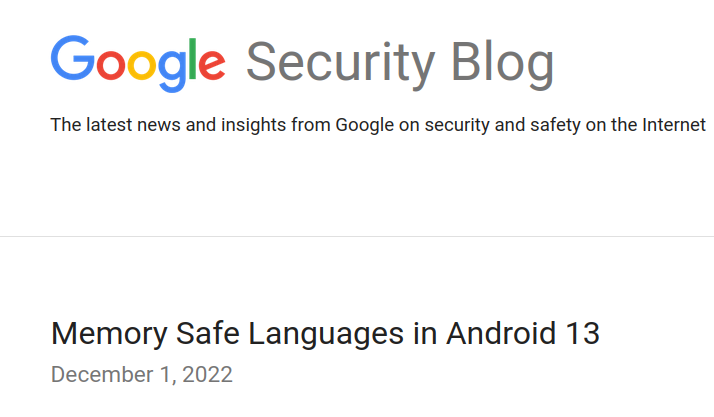 Google Security Blog
The latest news and insights from Google on security and safety on the Internet
Memory Safe Languages in Android 13
December 1, 2022